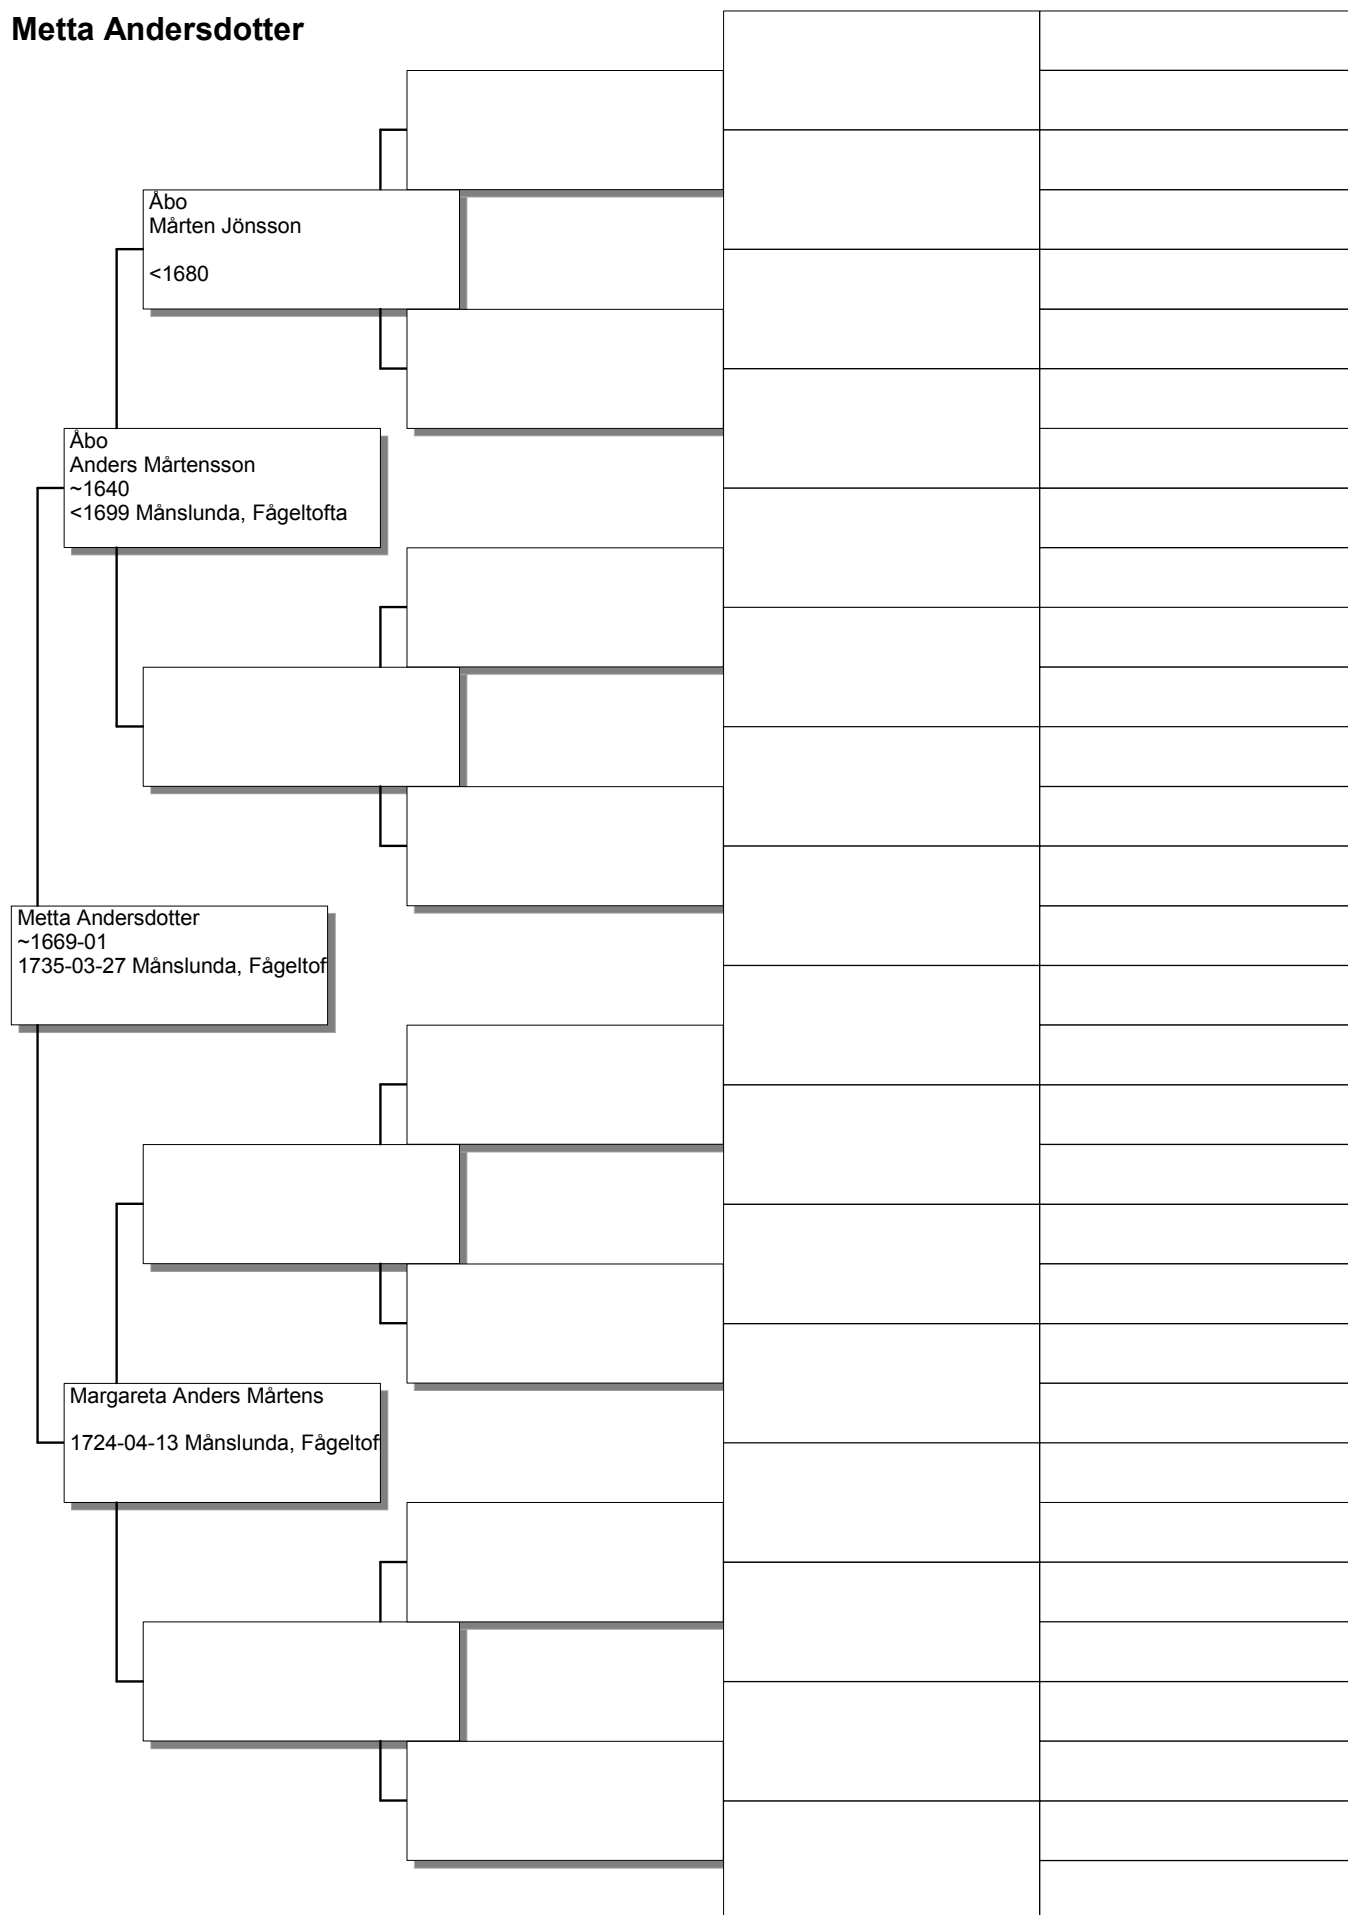 Metta Andersdotter
Åbo
Mårten Jönsson
<1680
Åbo
Anders Mårtensson
~1640
<1699 Månslunda, Fågeltofta
Metta Andersdotter
~1669-01
1735-03-27 Månslunda, Fågeltof
Margareta Anders Mårtens
1724-04-13 Månslunda, Fågeltof